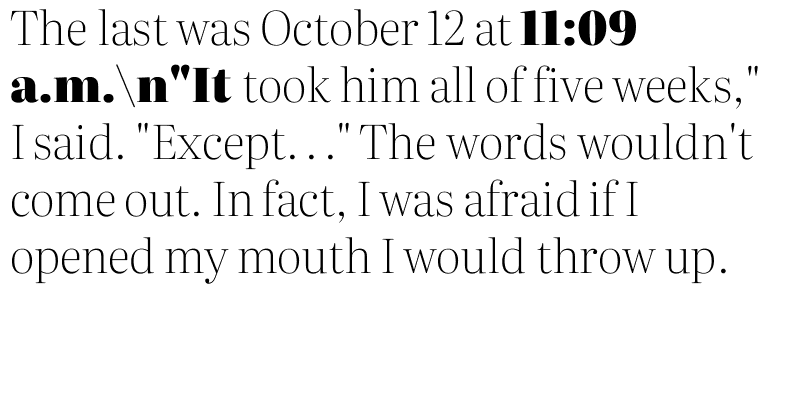 The last was October 12 at 11:09
a.m.\n"It took him all of five weeks,"
I said. "Except. . ." The words wouldn't
come out. In fact, I was afraid if I
opened my mouth I would throw up.